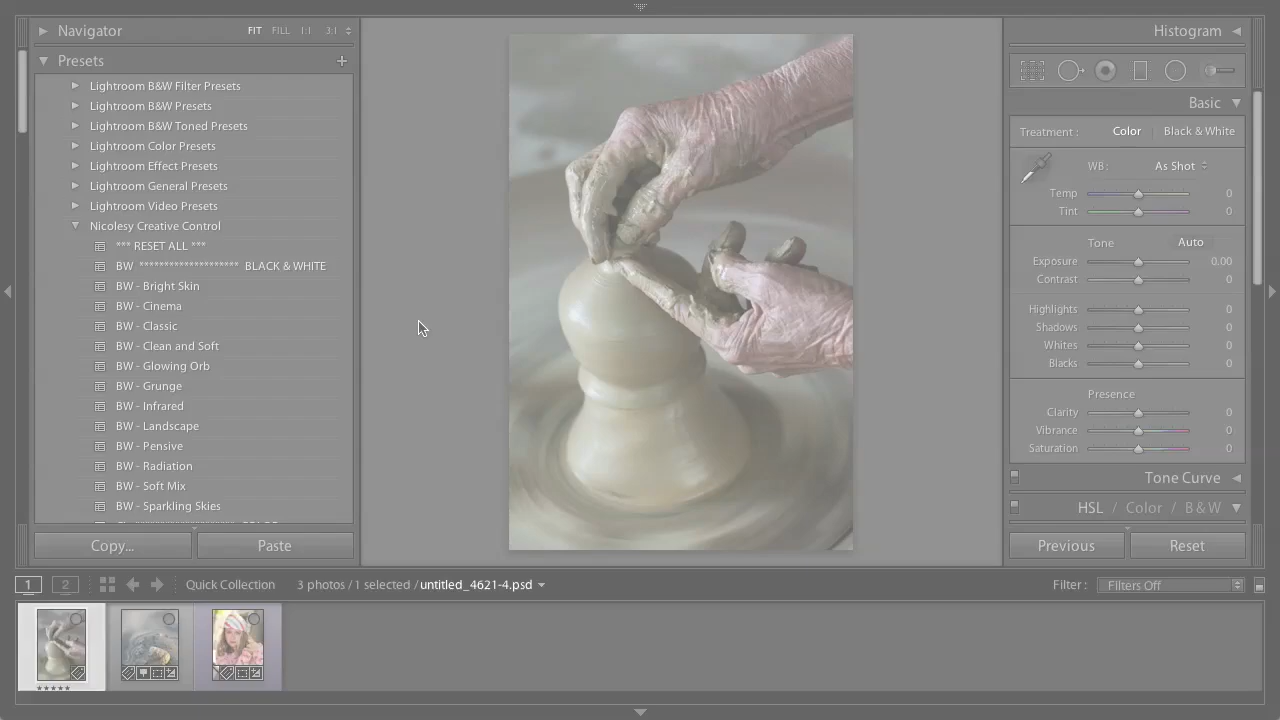 Navigator FIT FILL 1:1 3:1
Presets +
Lightroom B&W Filter Presets
Lightroom B&W Presets
Lightroom B&W Toned Presets
Lightroom Color Presets
Lightroom Effect Presets
Lightroom General Presets
Lightroom Video Presets
Nicolesy Creative Control
*** RESET ALL ***
BW ******************** BLACK & WHITE
BW - Bright Skin
BW - Cinema
BW - Classic
BW - Clean and Soft
BW - Glowing Orb
BW - Grunge
BW - Infrared
BW - Landscape
BW - Pensive
BW - Radiation
BW - Soft Mix
BW - Sparkling Skies
Copy... Paste
Histogram
Basic
Treatment : Color Black & White
WB: As Shot
Temp 0
Tint 0
Tone Auto
Exposure 0.00
Contrast 0
Highlights 0
Shadows 0
Whites 0
Blacks 0
Presence
Clarity 0
Vibrance 0
Saturation 0
Tone Curve
HSL / Color / B & W
Previous Reset
1 2 Quick Collection 3 photos / 1 selected / untitled_4621-4.psd Filter : Filters Off
★★★★★